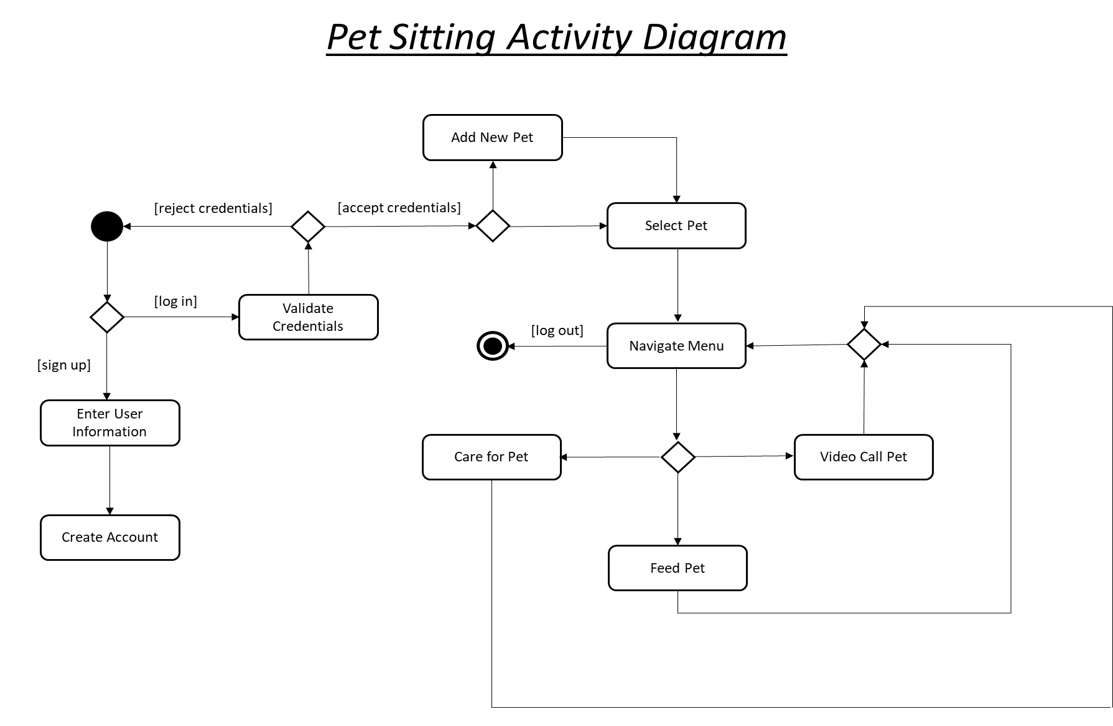 Pet Sitting Activity Diagram
Add New Pet
[reject credentials]
[accept credentials]
Select Pet
[log in]
Validate
Credentials
[log out]
Navigate Menu
[sign up]
Enter User
Information
Care for Pet
Video Call Pet
Create Account
Feed Pet